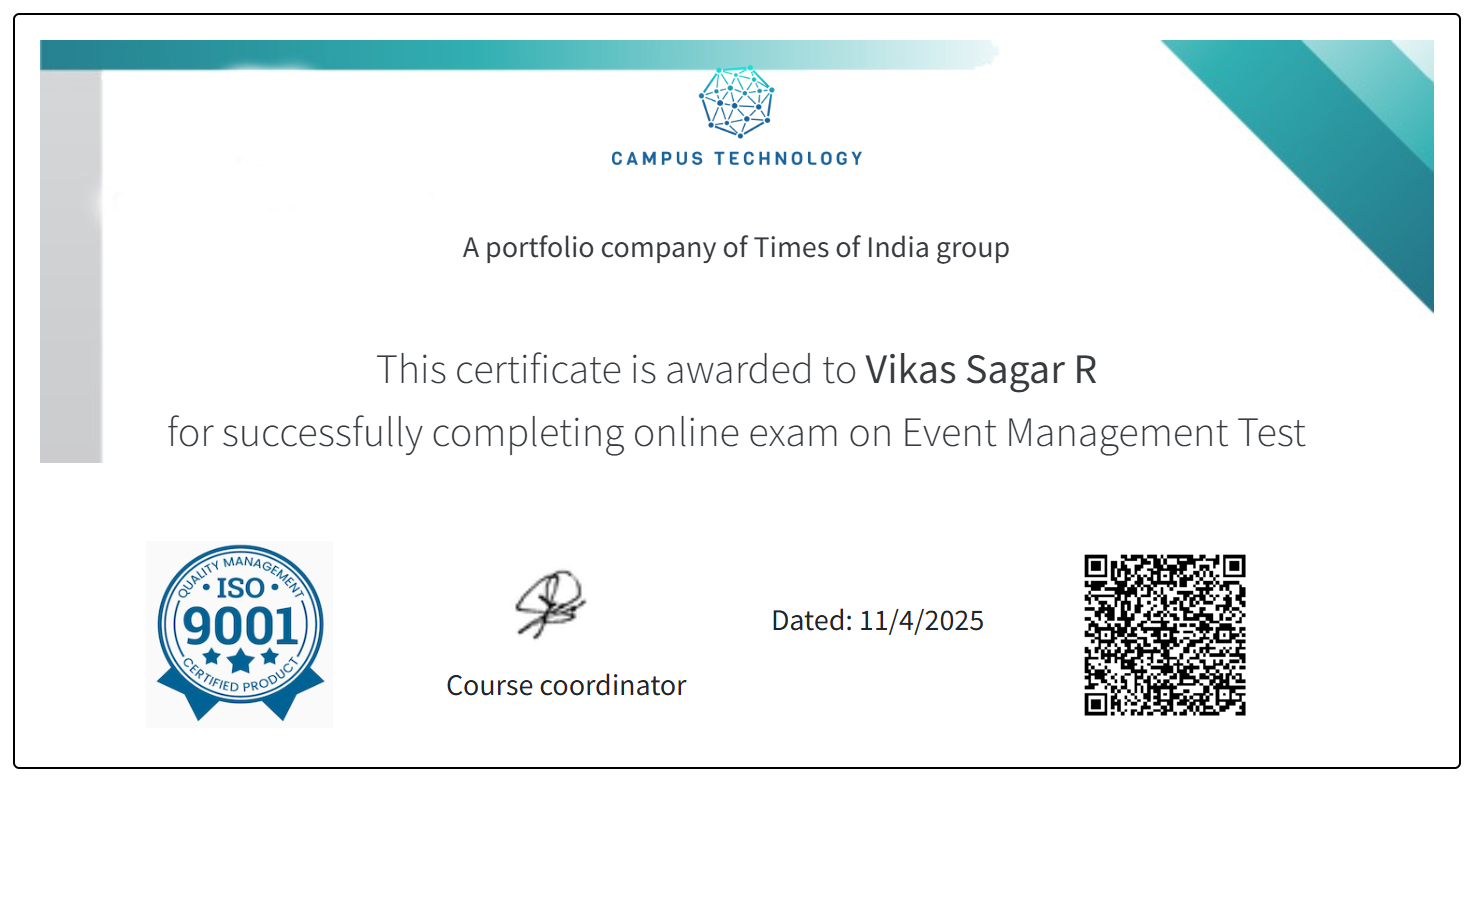 CAMPUS TECHNOLOGY
A portfolio company of Times of India group
This certificate is awarded to Vikas Sagar R
for successfully completing online exam on Event Management Test
QUALITY MANAGEMENT
ISO
9001
CERTIFIED PRODUCT
Dated: 11/4/2025
Course coordinator